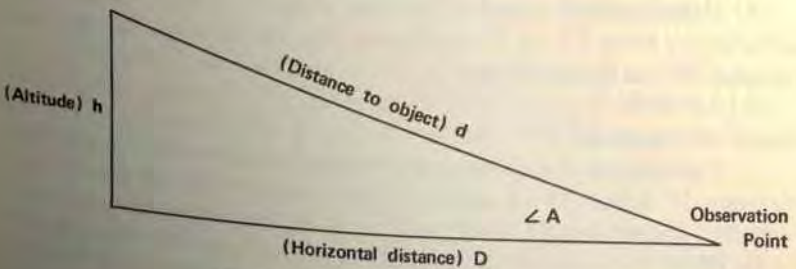 (Distance to object) d
(Altitude) h
∠ A
Observation
Point
(Horizontal distance) D